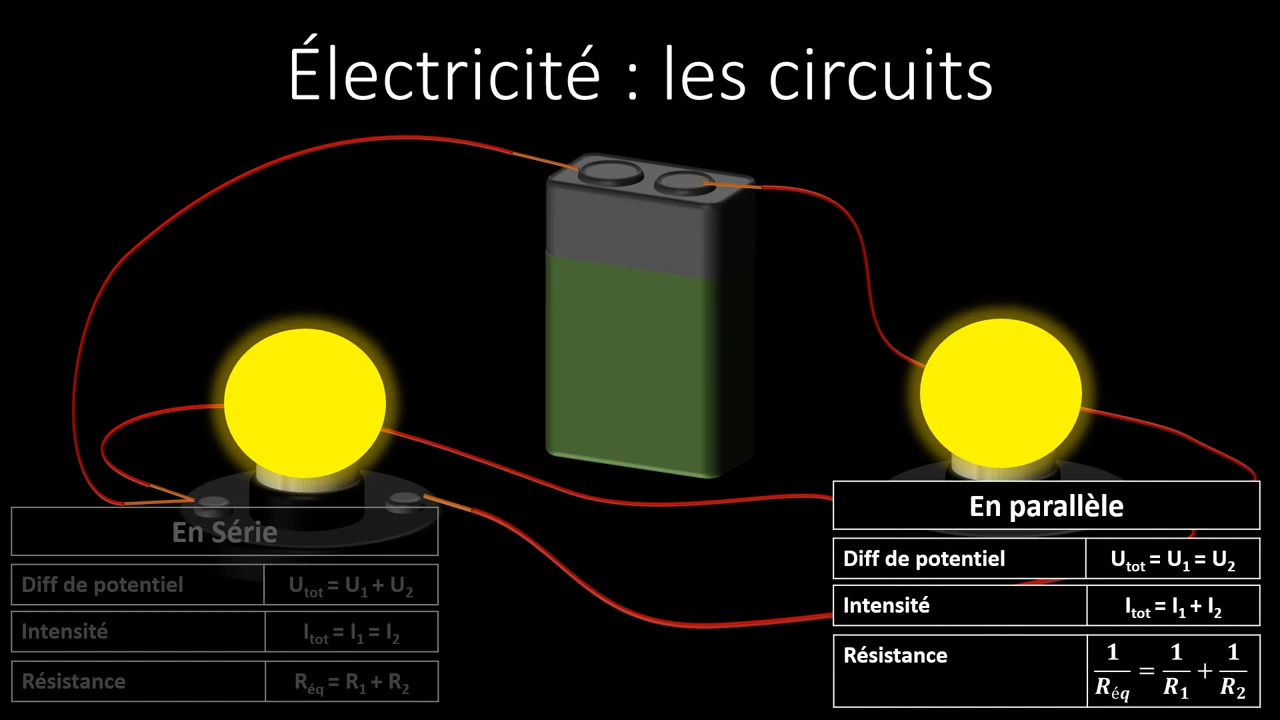 Électricité : les circuits
En Série
Diff de potentiel U_tot = U_1 + U_2
Intensité I_tot = I_1 = I_2
Résistance R_éq = R_1 + R_2
En parallèle
Diff de potentiel U_tot = U_1 = U_2
Intensité I_tot = I_1 + I_2
Résistance 1/R_éq = 1/R_1 + 1/R_2